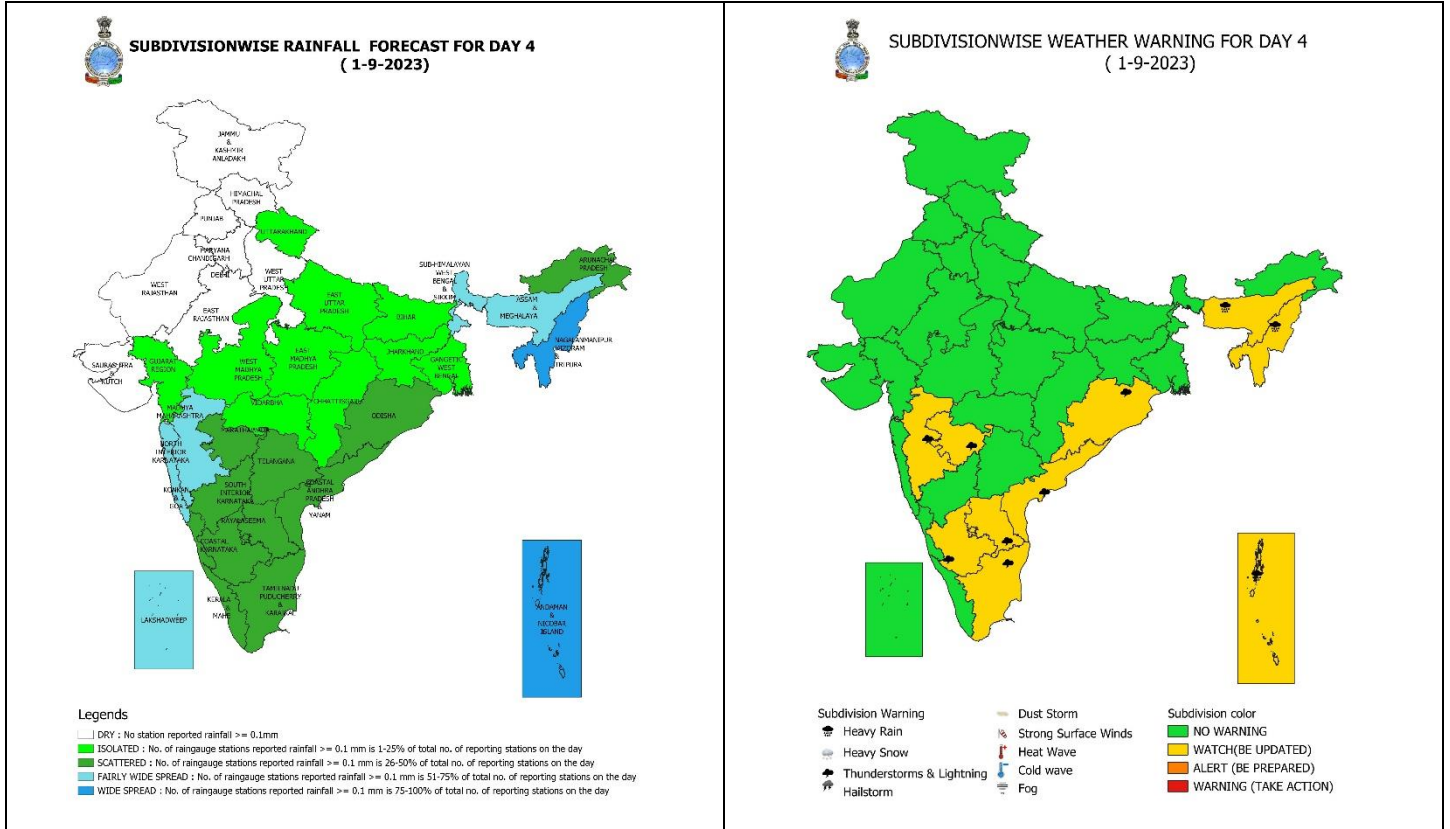 SUBDIVISIONWISE RAINFALL FORECAST FOR DAY 4
( 1-9-2023)
JAMMU
&
KASHMIR
ANLADAKH
HIMACHAL
PRADESH
PUNJAB
UTTARAKHAND
HARYANA
CHANDIGARH
DELHI
WEST
RAJASTHAN
WEST
UTTAR
PRADESH
EAST
RAJASTHAN
EAST
UTTAR
PRADESH
SUB-HIMALAYAN
WEST
BENGAL
&
SIKKIM
ARUNACHAL
PRADESH
ASSAM
&
MEGHALAYA
BIHAR
NAGALANMANIPUR
MIZORAM
&
TRIPURA
SAURASHTRA
&
KUTCH
GUJARAT
REGION
WEST
MADHYA
PRADESH
EAST
MADHYA
PRADESH
JHARKHAND
GANGETIC
WEST
BENGAL
MADHYA
MAHARASHTRA
VIDARBHA
CHHATTISGARH
ODISHA
NORTH
INTERIOR
KARNATAKA
TELANGANA
KONKAN
&
GOA
SOUTH
INTERIOR
KARNATAKA
COASTAL
ANDHRA
PRADESH
&
YANAM
RAYALASEEMA
COASTAL
KARNATAKA
KERALA
&
MAHE
TAMILNADU
PUDUCHERRY
&
KARAIKAL
LAKSHADWEEP
ANDAMAN
&
NICOBAR
ISLAND
Legends
DRY : No station reported rainfall >= 0.1mm
ISOLATED : No. of raingauge stations reported rainfall >= 0.1 mm is 1-25% of total no. of reporting stations on the day
SCATTERED : No. of raingauge stations reported rainfall >= 0.1 mm is 26-50% of total no. of reporting stations on the day
FAIRLY WIDE SPREAD : No. of raingauge stations reported rainfall >= 0.1 mm is 51-75% of total no. of reporting stations on the day
WIDE SPREAD : No. of raingauge stations reported rainfall >= 0.1 mm is 75-100% of total no. of reporting stations on the day
SUBDIVISIONWISE WEATHER WARNING FOR DAY 4
( 1-9-2023)
Subdivision Warning
Heavy Rain
Heavy Snow
Thunderstorms & Lightning
Hailstorm
Dust Storm
Strong Surface Winds
Heat Wave
Cold wave
Fog
Subdivision color
NO WARNING
WATCH(BE UPDATED)
ALERT (BE PREPARED)
WARNING (TAKE ACTION)